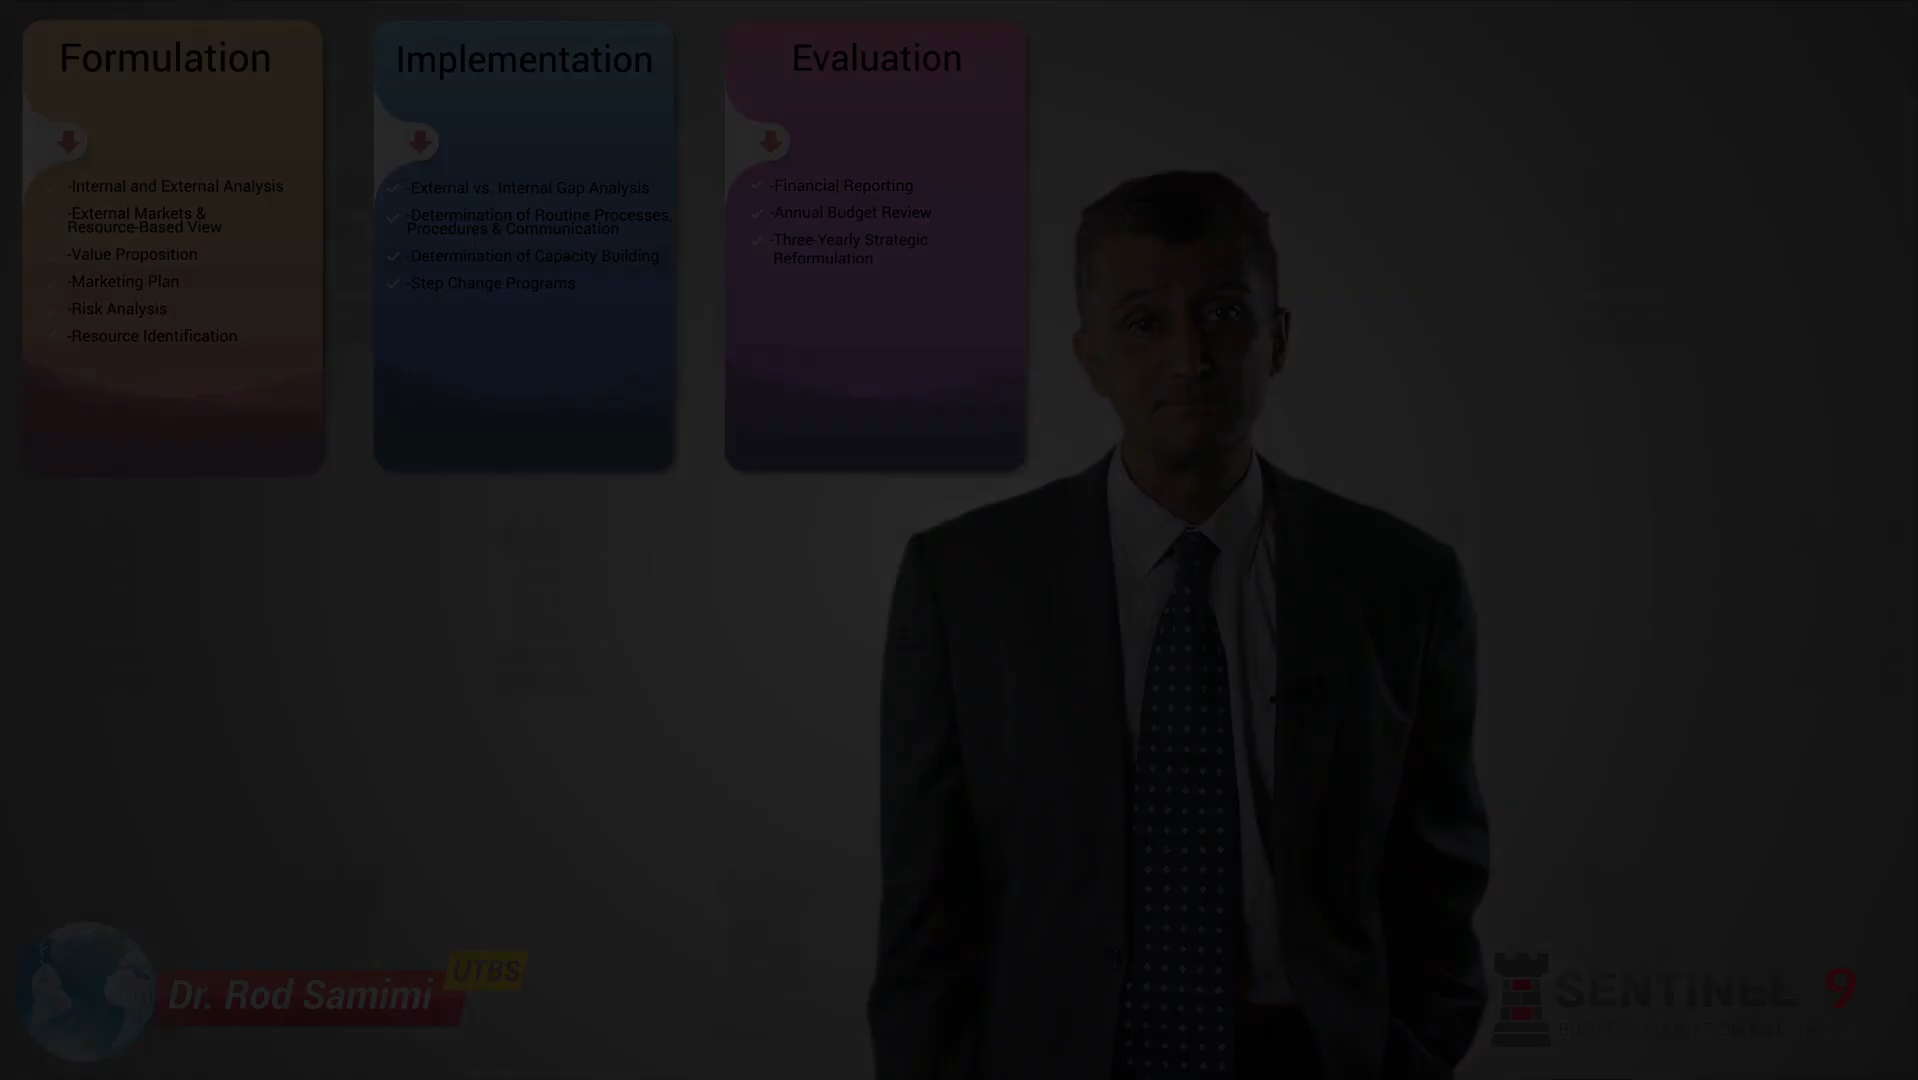 Formulation
-Internal and External Analysis
-External Markets &
Resource-Based View
-Value Proposition
-Marketing Plan
-Risk Analysis
-Resource Identification
Implementation
-External vs. Internal Gap Analysis
-Determination of Routine Processes,
Procedures & Communication
-Determination of Capacity Building
-Step Change Programs
Evaluation
-Financial Reporting
-Annual Budget Review
-Three-Yearly Strategic
Reformulation
Dr. Rod Samimi
UTBS
SENTINEL 9